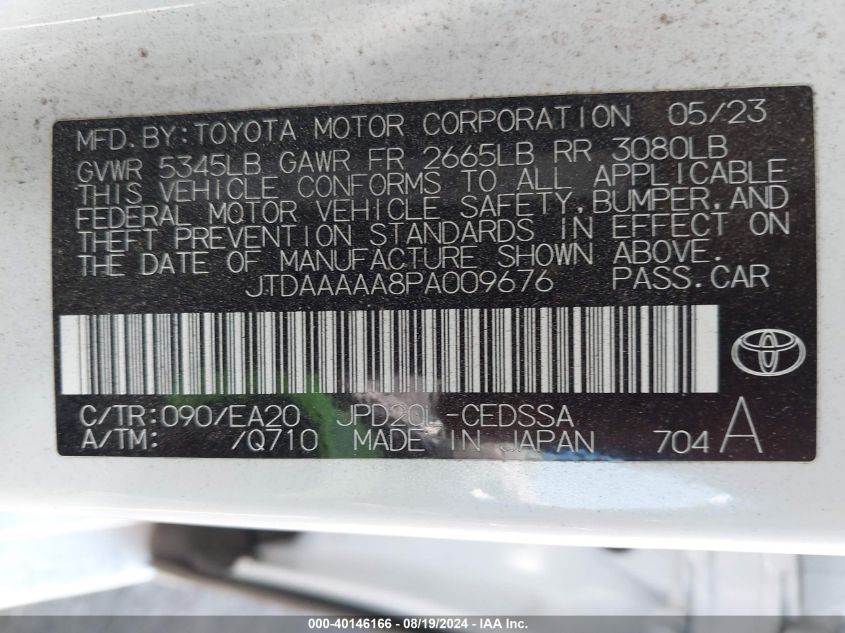 MFD.BY:TOYOTA MOTOR CORPORATION 05/23
GVWR 5345LB GAWR FR 2665LB RR 3080LB
THIS VEHICLE CONFORMS TO ALL APPLICABLE
FEDERAL MOTOR VEHICLE SAFETY,BUMPER,AND
THEFT PREVENTION STANDARDS IN EFFECT ON
THE DATE OF MANUFACTURE SHOWN ABOVE.
JTDAAAAA8PA009676 PASS.CAR
C/TR:090/EA20 JPD20L-CEDSSA
A/TM: /Q710 MADE IN JAPAN 704 A
000-40146166 - 08/19/2024 - IAA Inc.